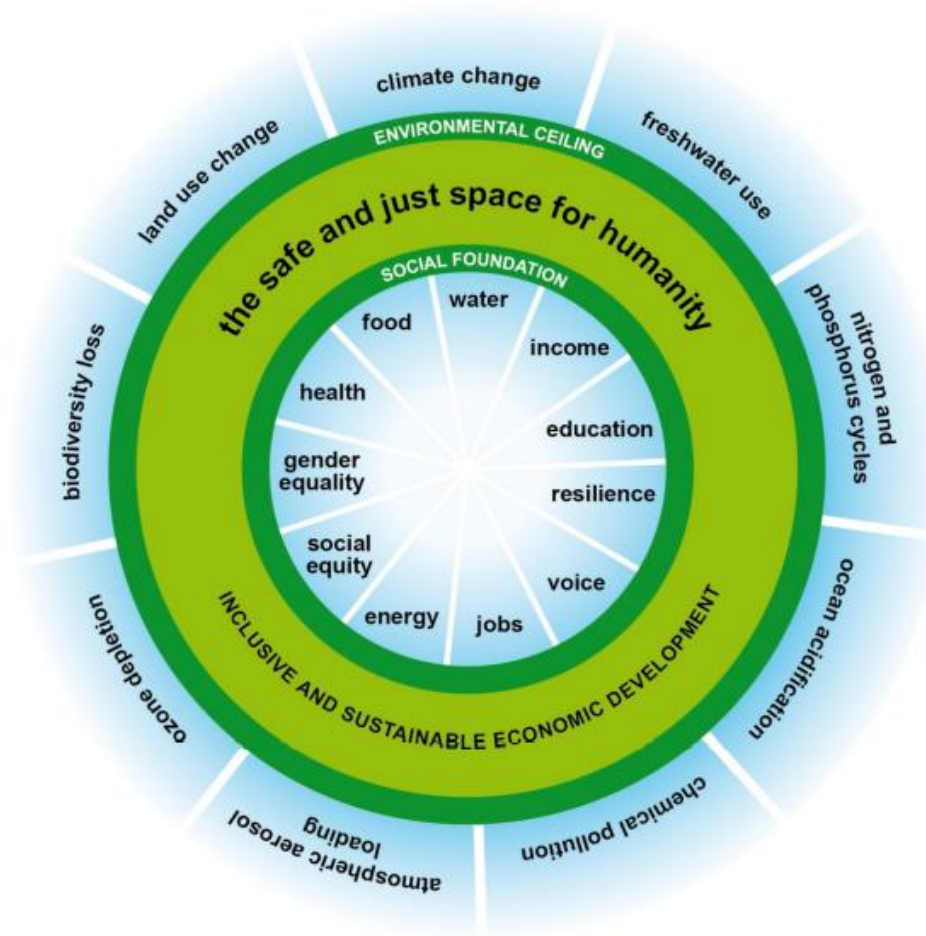 climate change
freshwater use
nitrogen and
phosphorus cycles
ocean acidification
chemical pollution
atmospheric aerosol
loading
ozone depletion
biodiversity loss
land use change
ENVIRONMENTAL CEILING
the safe and just space for humanity
SOCIAL FOUNDATION
water
income
education
resilience
voice
jobs
energy
social
equity
gender
equality
health
food
INCLUSIVE AND SUSTAINABLE ECONOMIC DEVELOPMENT